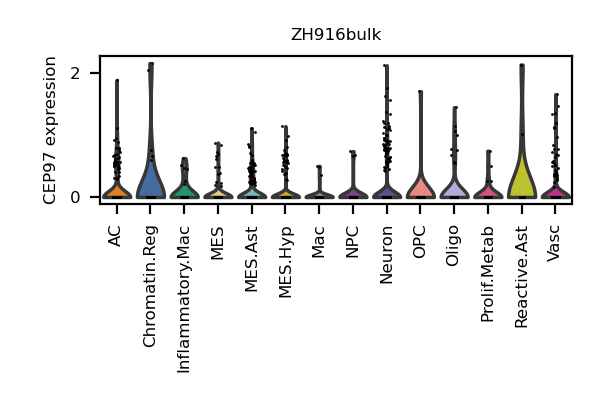 ZH916bulk
CEP97 expression
2
0
AC
Chromatin.Reg
Inflammatory.Mac
MES
MES.Ast
MES.Hyp
Mac
NPC
Neuron
OPC
Oligo
Prolif.Metab
Reactive.Ast
Vasc